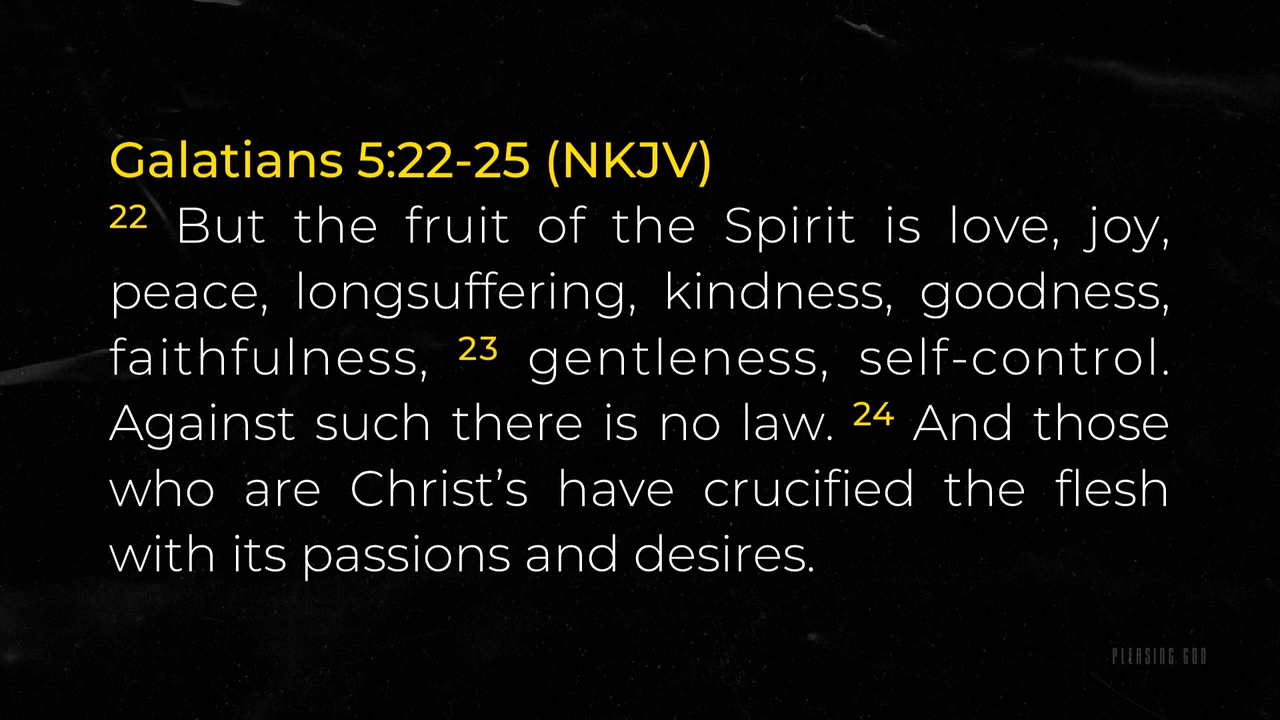 Galatians 5:22-25 (NKJV)
22 But the fruit of the Spirit is love, joy,
peace, longsuffering, kindness, goodness,
faithfulness, 23 gentleness, self-control.
Against such there is no law. 24 And those
who are Christ’s have crucified the flesh
with its passions and desires.
PLEASING GOD